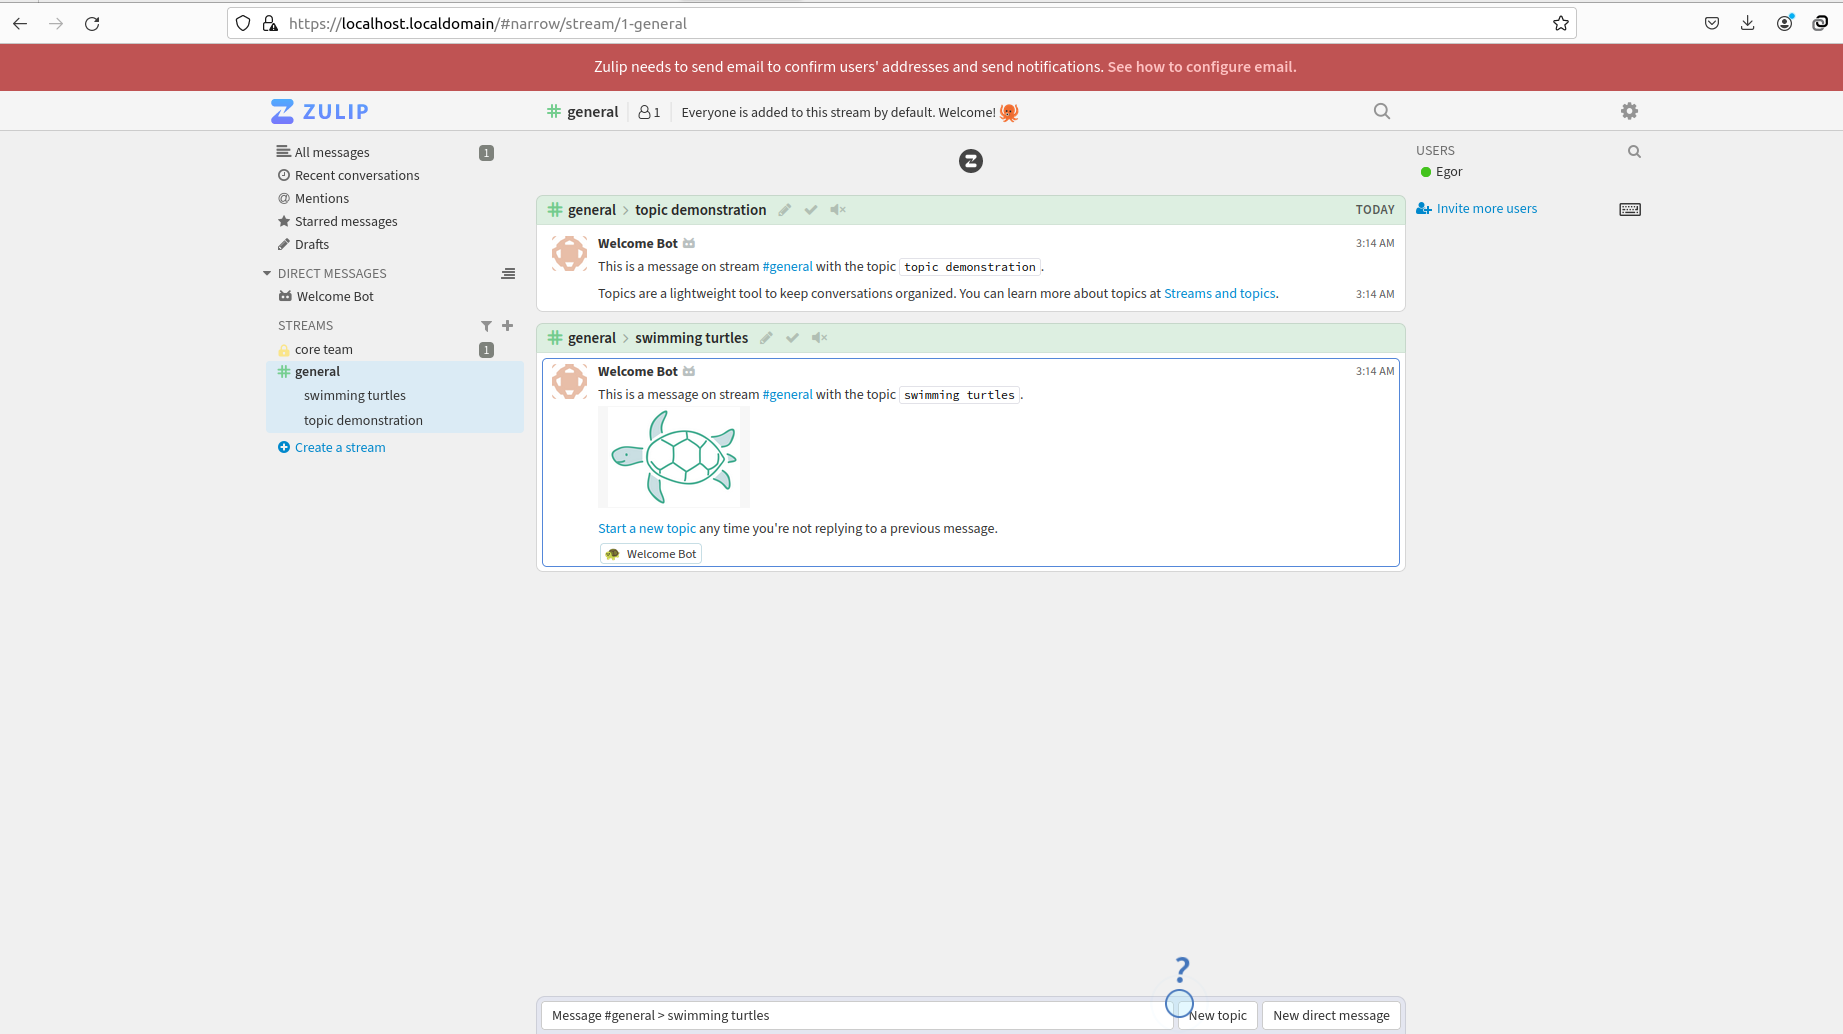 https://localhost.localdomain/#narrow/stream/1-general
Zulip needs to send email to confirm users' addresses and send notifications. See how to configure email.
ZULIP
general
1
Everyone is added to this stream by default. Welcome!
All messages
1
Recent conversations
@ Mentions
Starred messages
Drafts
DIRECT MESSAGES
Welcome Bot
STREAMS
core team
1
# general
swimming turtles
topic demonstration
Create a stream
Z
# general > topic demonstration
TODAY
Welcome Bot
3:14 AM
This is a message on stream #general with the topic topic demonstration.
Topics are a lightweight tool to keep conversations organized. You can learn more about topics at Streams and topics.
3:14 AM
# general > swimming turtles
Welcome Bot
3:14 AM
This is a message on stream #general with the topic swimming turtles.
Start a new topic any time you're not replying to a previous message.
Welcome Bot
USERS
Egor
Invite more users
?
Message #general > swimming turtles
New topic
New direct message